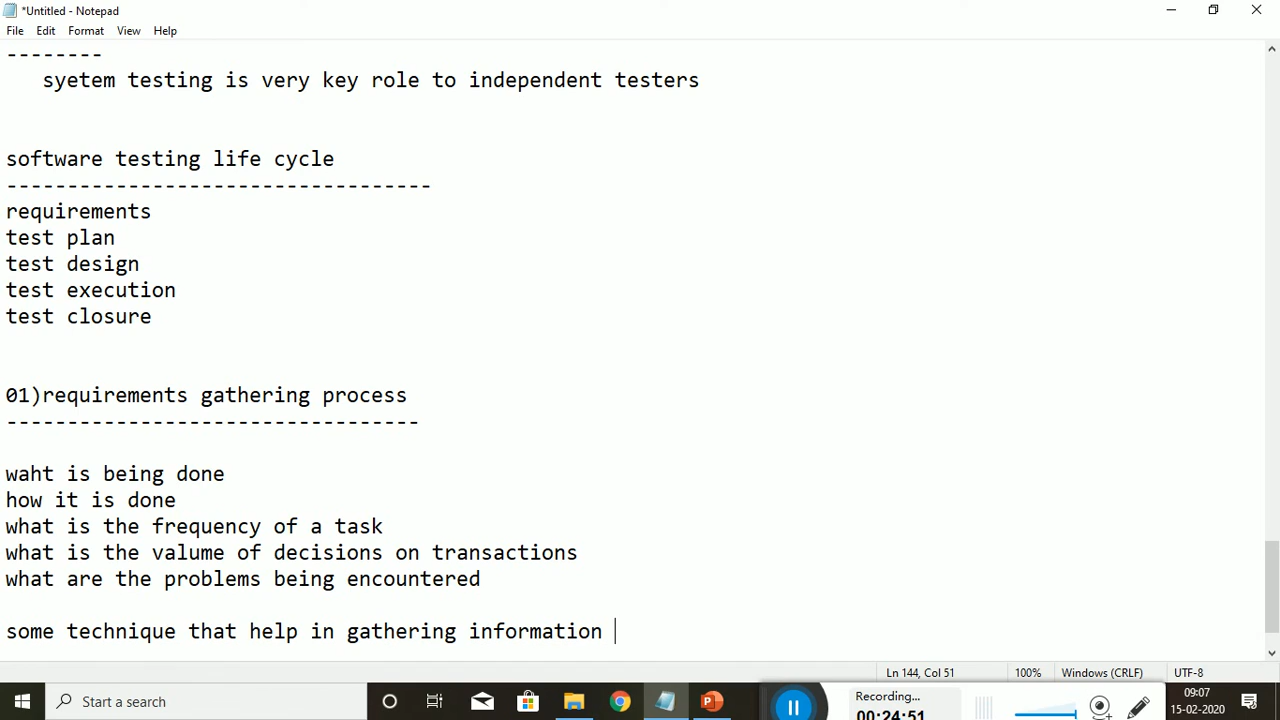 *Untitled - Notepad
File Edit Format View Help
--------
syetem testing is very key role to independent testers
software testing life cycle
-----------------------------------
requirements
test plan
test design
test execution
test closure
01)requirements gathering process
----------------------------------
waht is being done
how it is done
what is the frequency of a task
what is the valume of decisions on transactions
what are the problems being encountered
some technique that help in gathering information
Ln 144, Col 51 100% Windows (CRLF) UTF-8
Start a search
Recording...
00:24:51
09:07
15-02-2020